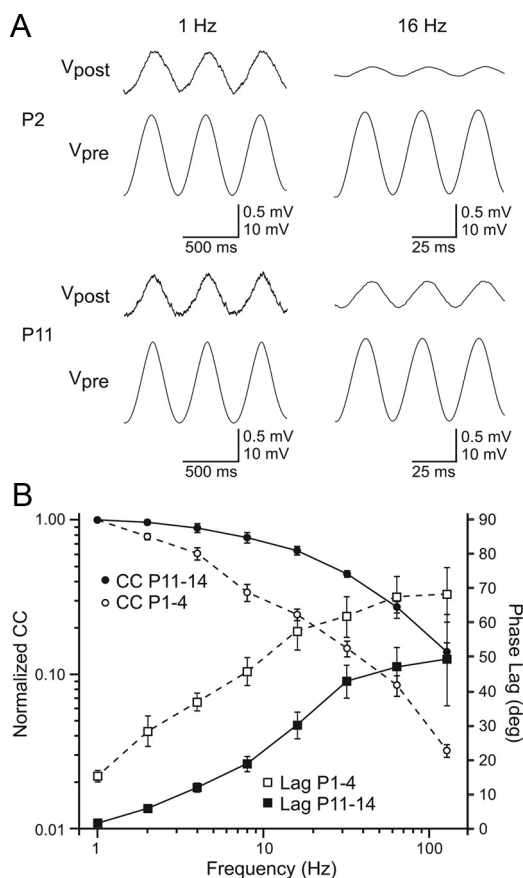 A
1 Hz 16 Hz
Vpost
P2
Vpre
0.5 mV
10 mV
500 ms
0.5 mV
10 mV
25 ms
Vpost
P11
Vpre
0.5 mV
10 mV
500 ms
0.5 mV
10 mV
25 ms
B
1.00
0.10
0.01
Normalized CC
CC P11-14
CC P1-4
Lag P1-4
Lag P11-14
90
80
70
60
50
40
30
20
10
0
Phase Lag (deg)
1 10 100
Frequency (Hz)